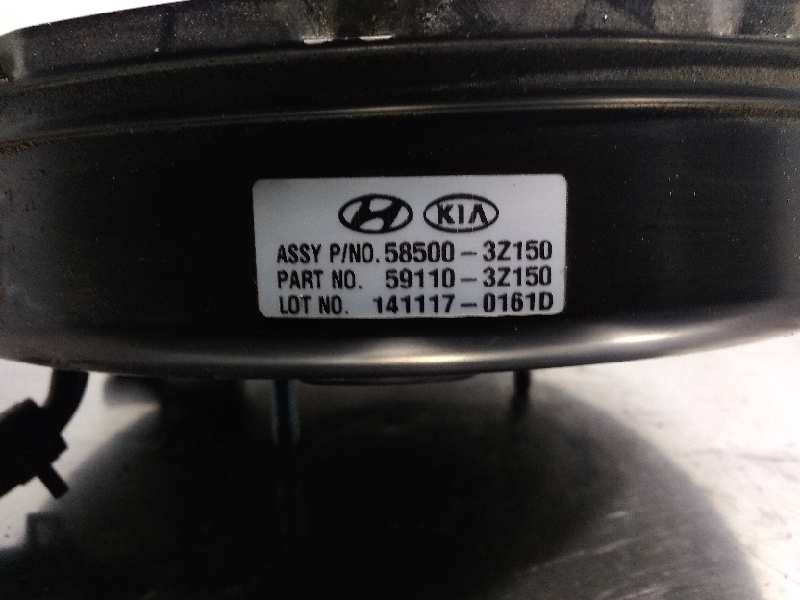 KIA
ASSY P/NO. 58500-3Z150
PART NO. 59110-3Z150
LOT NO. 141117-0161D